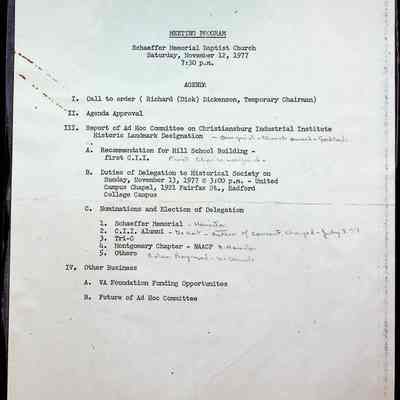 MEETING PROGRAM
Schaeffer Memorial Baptist Church
Saturday, November 12, 1977
7:30 p.m.
AGENDA
I. Call to order ( Richard (Dick) Dickenson, Temporary Chairman)
II. Agenda Approval
III. Report of Ad Hoc Committee on Christiansburg Industrial Institute
Historic Landmark Designation -
A. Recommendation for Hill School Building -
first C.I.I.
B. Duties of Delegation to Historical Society on
Sunday, November 13, 1977 @ 3:00 p.m. - United
Campus Chapel, 1921 Fairfax St., Radford
College Campus
C. Nominations and Election of Delegation
1. Schaeffer Memorial -
2. C.I.I. Alumni -
3. Tri-C
4. Montgomery Chapter - NAACP
5. Others
IV. Other Business
A. VA Foundation Funding Opportunites
B. Future of Ad Hoc Committee